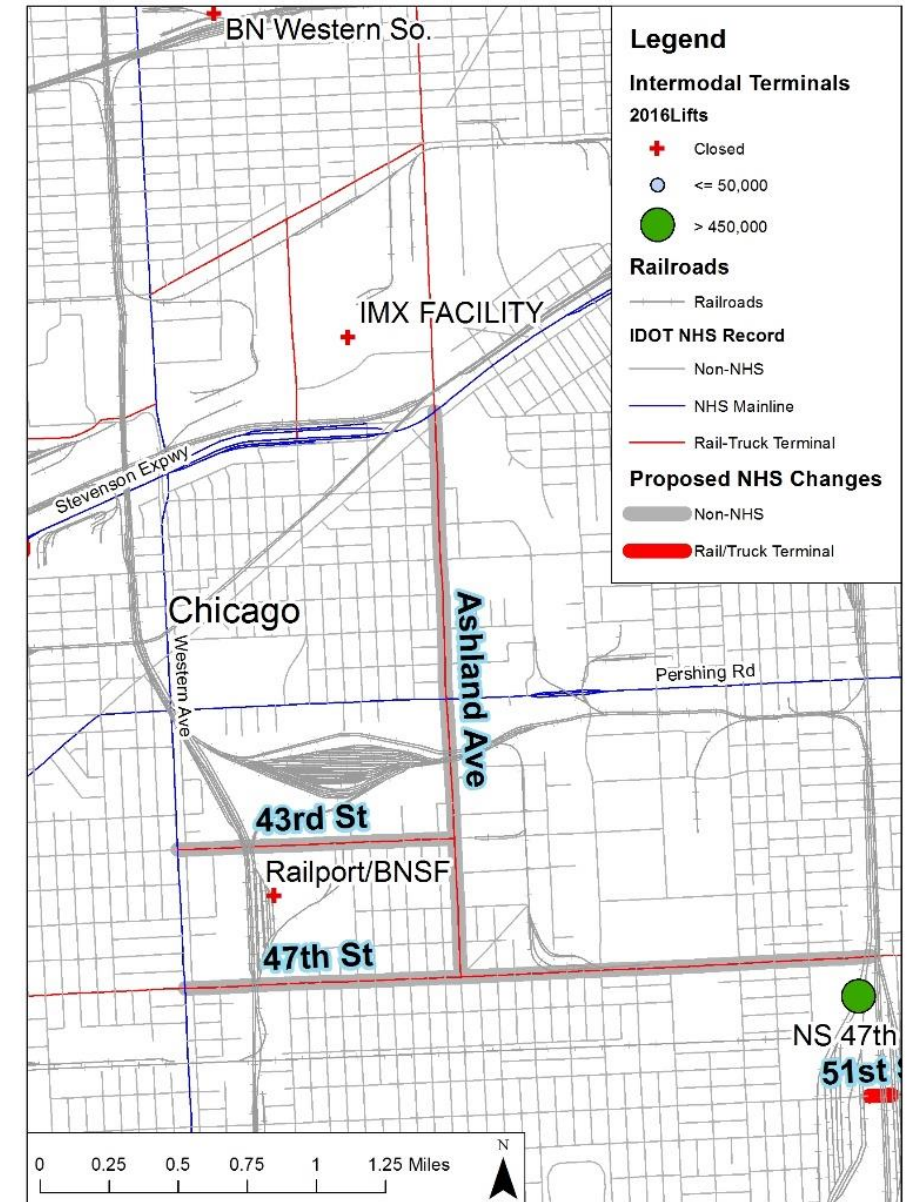 BN Western So.
IMX FACILITY
Stevenson Expwy
Chicago
Western Ave
Ashland Ave
Pershing Rd
43rd St
Railport/BNSF
47th St
NS 47th
51st S
Legend
Intermodal Terminals
2016Lifts
Closed
<= 50,000
> 450,000
Railroads
Railroads
IDOT NHS Record
Non-NHS
NHS Mainline
Rail-Truck Terminal
Proposed NHS Changes
Non-NHS
Rail/Truck Terminal
0 0.25 0.5 0.75 1 1.25 Miles
N